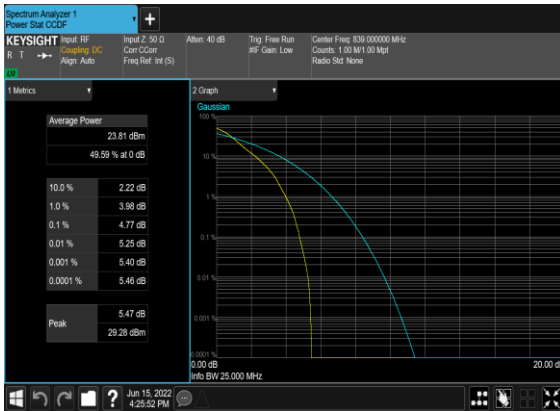 Spectrum Analyzer 1
Power Stat CCDF
+
KEYSIGHT
R T
LXI
Input: RF
Coupling: DC
Align: Auto
Input Z: 50 Ω
Corr CCorr
Freq Ref: Int (S)
Atten: 40 dB
Trig: Free Run
#IF Gain: Low
Center Freq: 839.000000 MHz
Counts: 1.00 M/1.00 Mpt
Radio Std: None
1 Metrics
Average Power
23.81 dBm
49.59 % at 0 dB
10.0 % 2.22 dB
1.0 % 3.98 dB
0.1 % 4.77 dB
0.01 % 5.25 dB
0.001 % 5.40 dB
0.0001 % 5.46 dB
Peak
5.47 dB
29.28 dBm
2 Graph
Gaussian
100 %
10 %
1 %
0.1 %
0.01 %
0.001 %
0.0001 %
0.00 dB
20.00 d
Info BW 25.000 MHz
?
Jun 15, 2022
4:25:52 PM